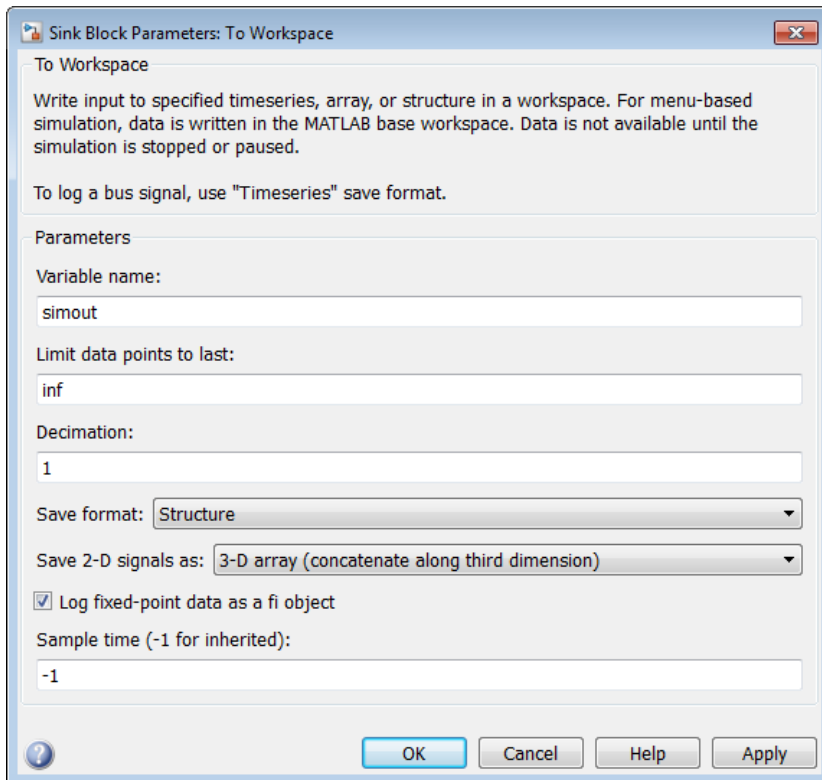 Sink Block Parameters: To Workspace
To Workspace
Write input to specified timeseries, array, or structure in a workspace. For menu-based
simulation, data is written in the MATLAB base workspace. Data is not available until the
simulation is stopped or paused.
To log a bus signal, use "Timeseries" save format.
Parameters
Variable name:
simout
Limit data points to last:
inf
Decimation:
1
Save format: Structure
Save 2-D signals as: 3-D array (concatenate along third dimension)
Log fixed-point data as a fi object
Sample time (-1 for inherited):
-1
OK Cancel Help Apply